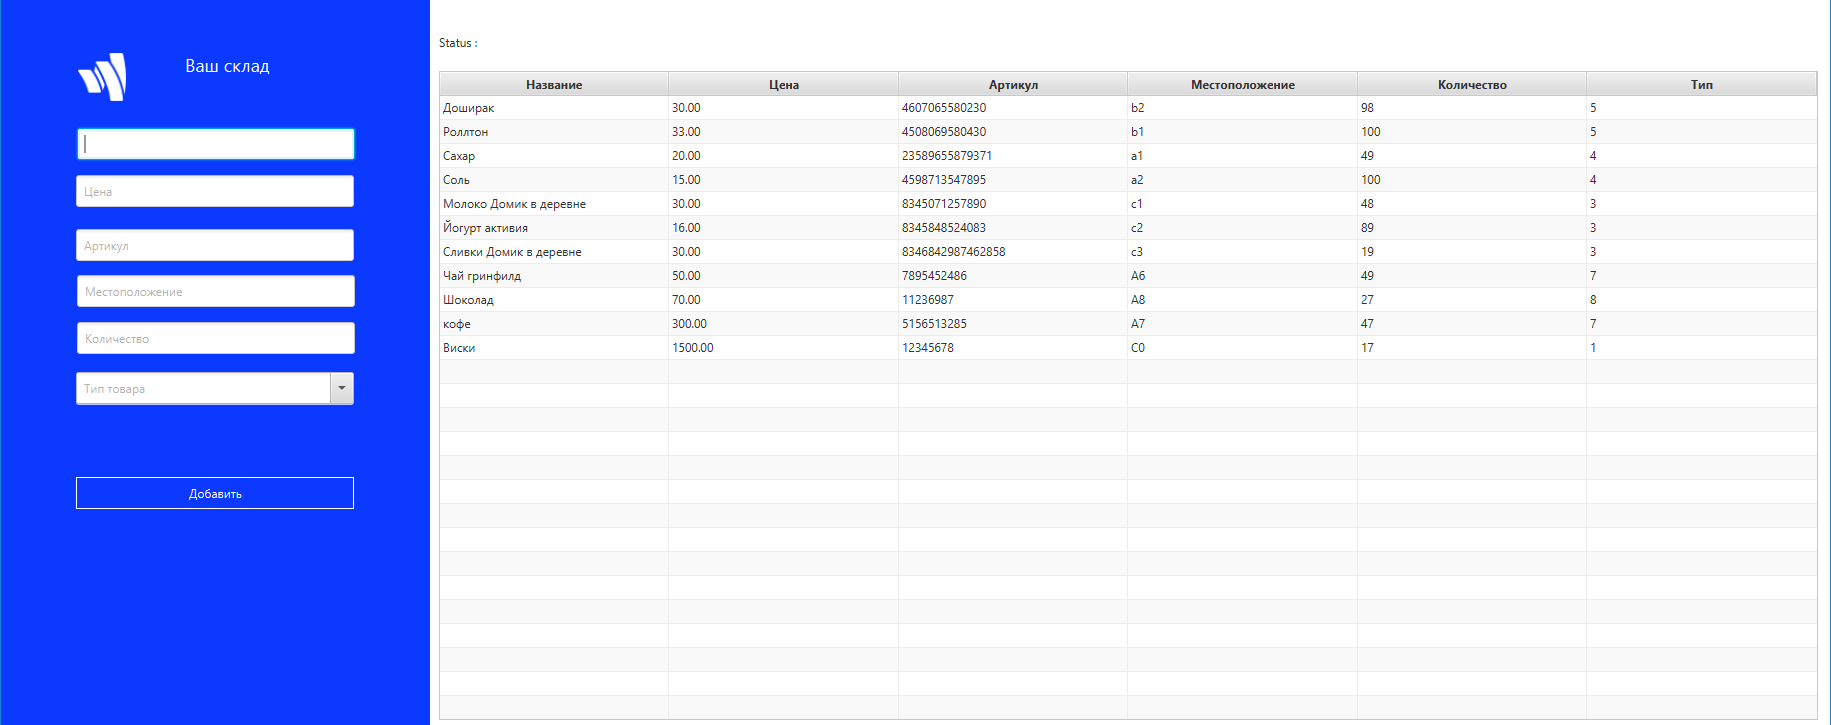 Ваш склад
Цена
Артикул
Местоположение
Количество
Тип товара
Добавить
Status :
Название Цена Артикул Местоположение Количество Тип
Доширак 30.00 4607065580230 b2 98 5
Роллтон 33.00 4508069580430 b1 100 5
Сахар 20.00 23589655879371 a1 49 4
Соль 15.00 4598713547895 a2 100 4
Молоко Домик в деревне 30.00 8345071257890 c1 48 3
Йогурт активия 16.00 8345848524083 c2 89 3
Сливки Домик в деревне 30.00 8346842987462858 c3 19 3
Чай гринфилд 50.00 7895452486 A6 49 7
Шоколад 70.00 11236987 A8 27 8
кофе 300.00 5156513285 A7 47 7
Виски 1500.00 12345678 C0 17 1